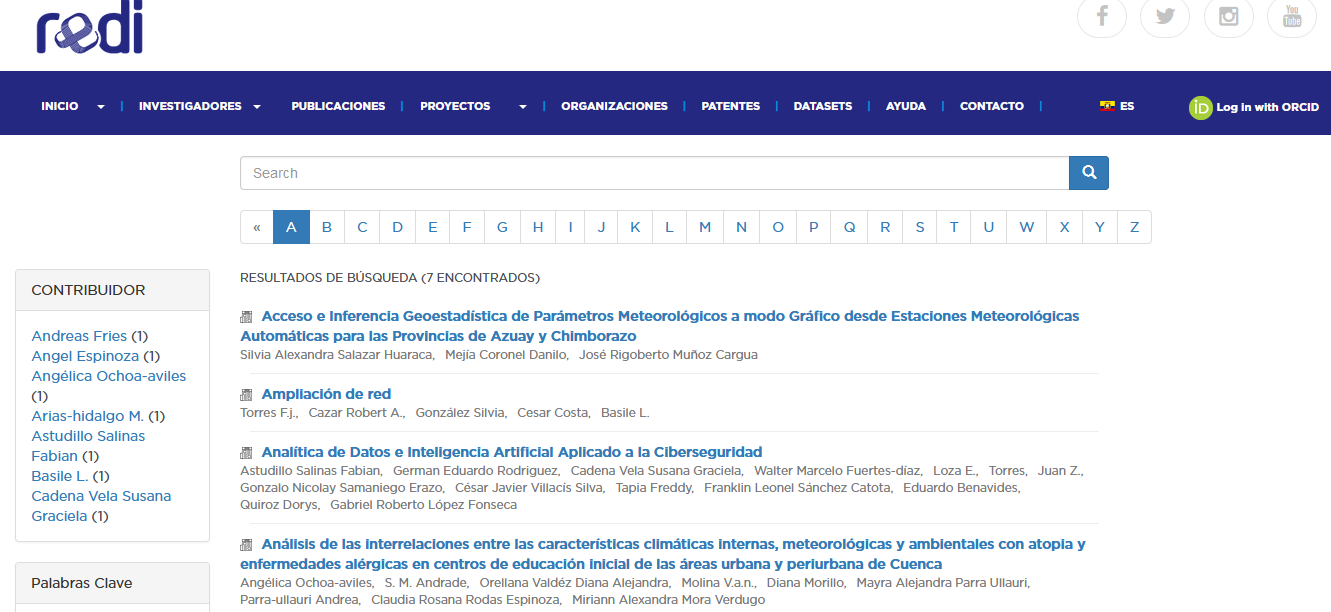 redi
You
Tube
INICIO | INVESTIGADORES | PUBLICACIONES | PROYECTOS | ORGANIZACIONES | PATENTES | DATASETS | AYUDA | CONTACTO | ES iD Log in with ORCID
Search
« A B C D E F G H I J K L M N O P Q R S T U W X Y Z
CONTRIBUIDOR
Andreas Fries (1)
Angel Espinoza (1)
Angélica Ochoa-aviles
(1)
Arias-hidalgo M. (1)
Astudillo Salinas
Fabian (1)
Basile L. (1)
Cadena Vela Susana
Graciela (1)
Palabras Clave
RESULTADOS DE BÚSQUEDA (7 ENCONTRADOS)
Acceso e Inferencia Geoestadística de Parámetros Meteorológicos a modo Gráfico desde Estaciones Meteorológicas
Automáticas para las Provincias de Azuay y Chimborazo
Silvia Alexandra Salazar Huaraca, Mejía Coronel Danilo, José Rigoberto Muñoz Cargua
Ampliación de red
Torres F.j., Cazar Robert A., González Silvia, Cesar Costa, Basile L.
Analítica de Datos e Inteligencia Artificial Aplicado a la Ciberseguridad
Astudillo Salinas Fabian, German Eduardo Rodriguez, Cadena Vela Susana Graciela, Walter Marcelo Fuertes-díaz, Loza E., Torres, Juan Z.,
Gonzalo Nicolay Samaniego Erazo, César Javier Villacís Silva, Tapia Freddy, Franklin Leonel Sánchez Catota, Eduardo Benavides,
Quiroz Dorys, Gabriel Roberto López Fonseca
Análisis de las interrelaciones entre las características climáticas internas, meteorológicas y ambientales con atopia y
enfermedades alérgicas en centros de educación inicial de las áreas urbana y periurbana de Cuenca
Angélica Ochoa-aviles, S. M. Andrade, Orellana Valdéz Diana Alejandra, Molina V.a.n., Diana Morillo, Mayra Alejandra Parra Ullauri,
Parra-ullauri Andrea, Claudia Rosana Rodas Espinoza, Miriann Alexandra Mora Verdugo